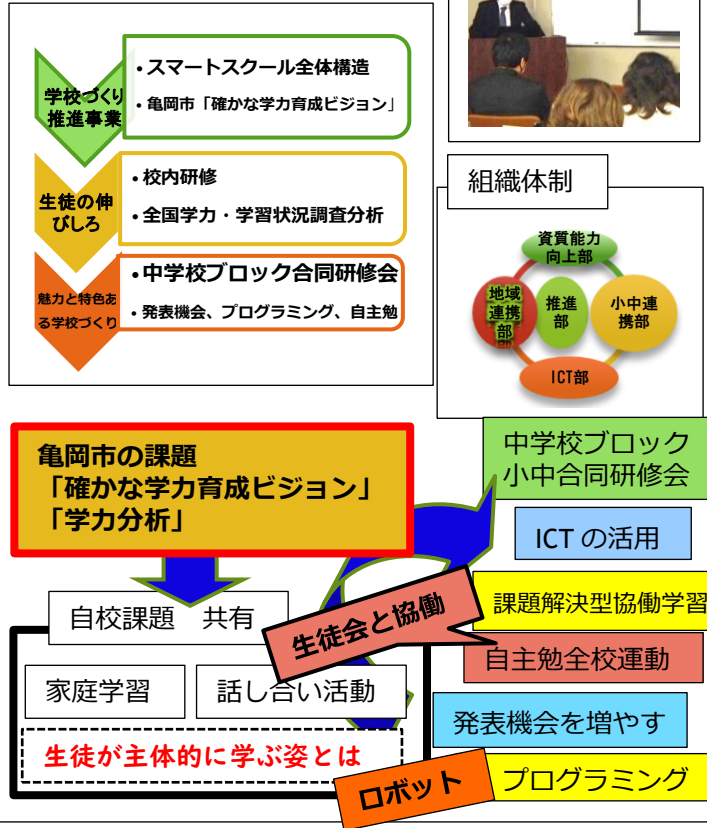 学校づくり
推進事業
・スマートスクール全体構造
・亀岡市「確かな学力育成ビジョン」
生徒の伸
びしろ
・校内研修
・全国学力・学習状況調査分析
魅力と特色あ
る学校づくり
・中学校ブロック合同研修会
・発表機会、プログラミング、自主勉
組織体制
資質能力
向上部
地域
連携
部
推進
部
小中連
携部
ICT部
亀岡市の課題
「確かな学力育成ビジョン」
「学力分析」
自校課題　共有
家庭学習
話し合い活動
生徒が主体的に学ぶ姿とは
生徒会と協働
中学校ブロック
小中合同研修会
ICT の活用
課題解決型協働学習
自主勉全校運動
発表機会を増やす
ロボット
プログラミング